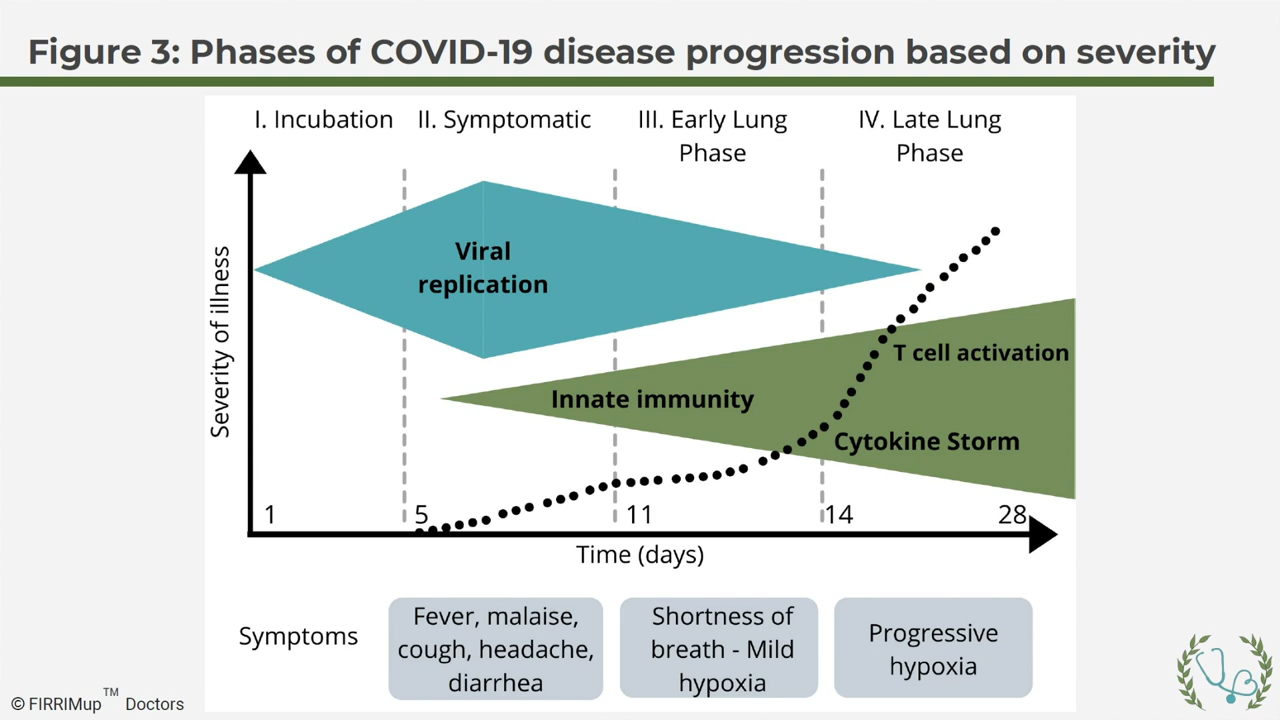 Figure 3: Phases of COVID-19 disease progression based on severity
I. Incubation
II. Symptomatic
III. Early Lung
Phase
IV. Late Lung
Phase
Severity of illness
Viral
replication
Innate immunity
T cell activation
Cytokine Storm
1
5
11
14
28
Time (days)
Symptoms
Fever, malaise,
cough, headache,
diarrhea
Shortness of
breath - Mild
hypoxia
Progressive
hypoxia
© FIRRIMup™ Doctors